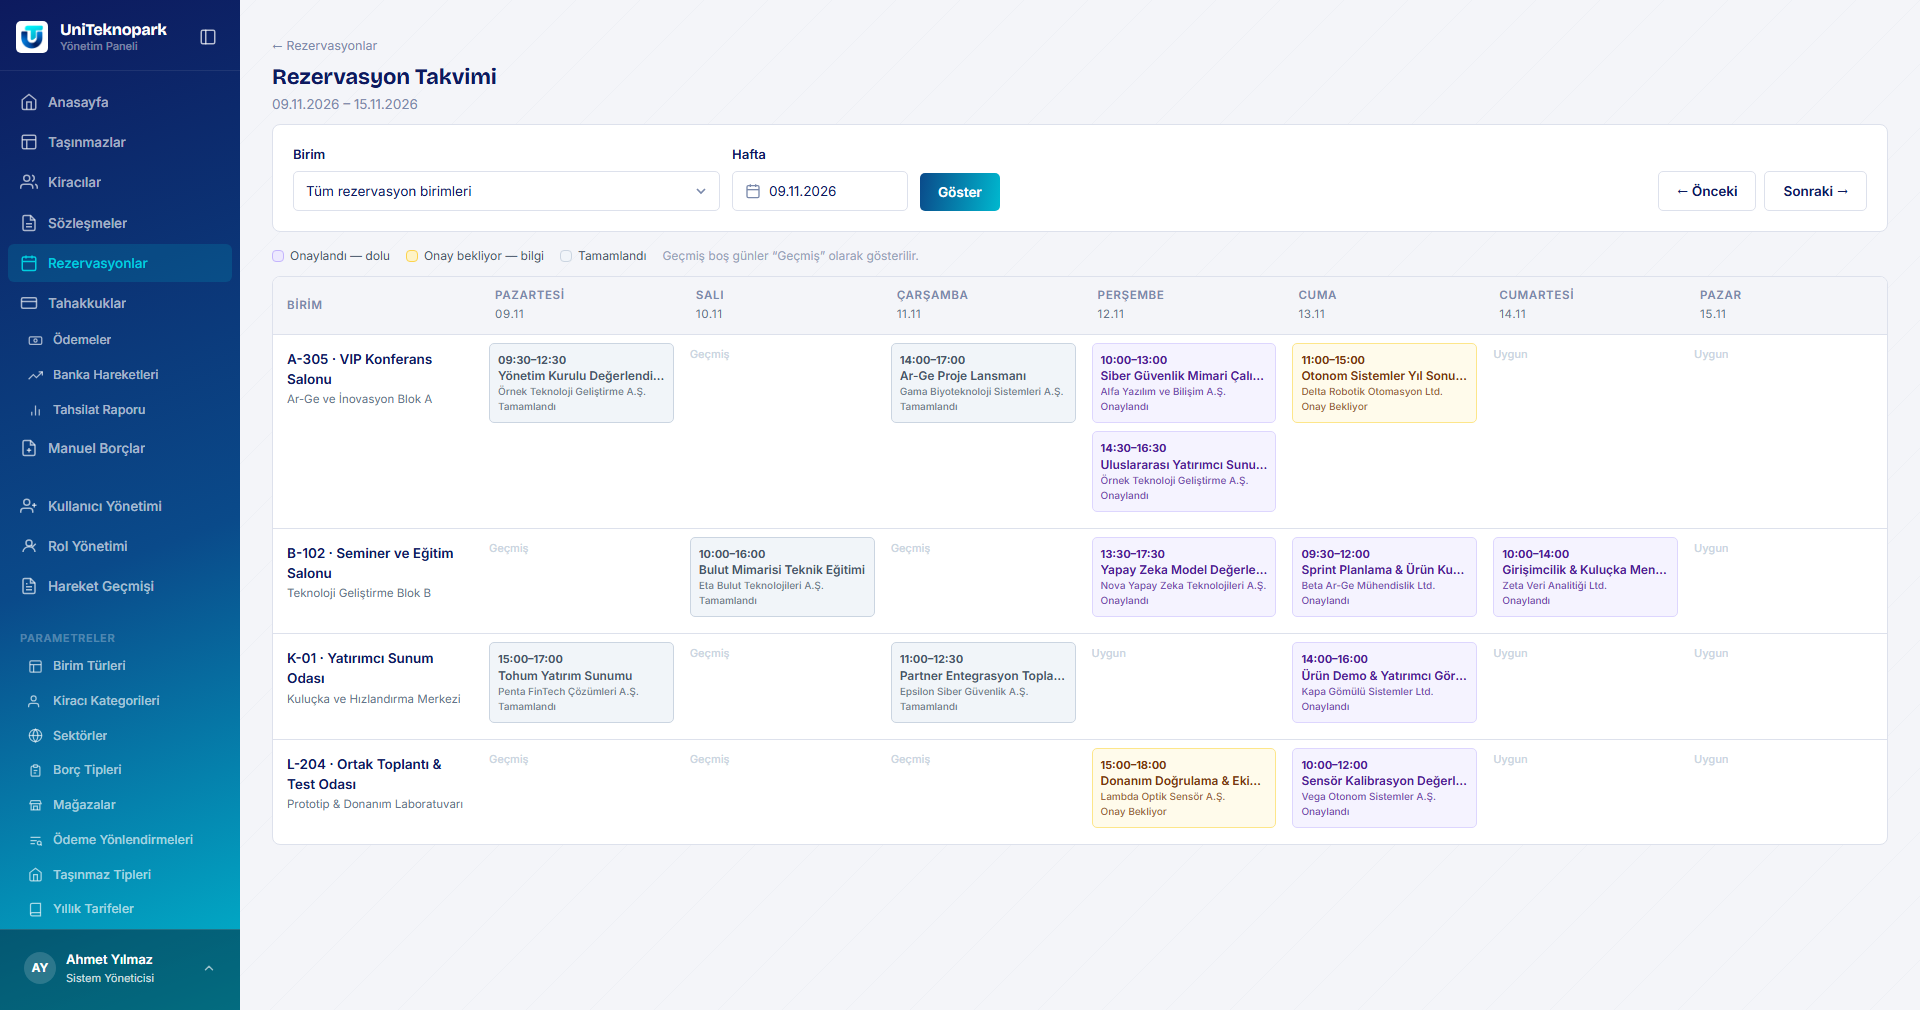 UniTeknopark
Yönetim Paneli
Anasayfa
Taşınmazlar
Kiracılar
Sözleşmeler
Rezervasyonlar
Tahakkuklar
Ödemeler
Banka Hareketleri
Tahsilat Raporu
Manuel Borçlar
Kullanıcı Yönetimi
Rol Yönetimi
Hareket Geçmişi
PARAMETRELER
Birim Türleri
Kiracı Kategorileri
Sektörler
Borç Tipleri
Mağazalar
Ödeme Yönlendirmeleri
Taşınmaz Tipleri
Yıllık Tarifeler
AY
Ahmet Yılmaz
Sistem Yöneticisi
← Rezervasyonlar
Rezervasyon Takvimi
09.11.2026 – 15.11.2026
Birim
Hafta
Tüm rezervasyon birimleri
09.11.2026
Göster
← Önceki
Sonraki →
Onaylandı — dolu
Onay bekliyor — bilgi
Tamamlandı
Geçmiş boş günler “Geçmiş” olarak gösterilir.
BİRİM
PAZARTESİ
09.11
SALI
10.11
ÇARŞAMBA
11.11
PERŞEMBE
12.11
CUMA
13.11
CUMARTESİ
14.11
PAZAR
15.11
A-305 · VIP Konferans
Salonu
Ar-Ge ve İnovasyon Blok A
09:30–12:30
Yönetim Kurulu Değerlendi...
Örnek Teknoloji Geliştirme A.Ş.
Tamamlandı
Geçmiş
14:00–17:00
Ar-Ge Proje Lansmanı
Gama Biyoteknoloji Sistemleri A.Ş.
Tamamlandı
10:00–13:00
Siber Güvenlik Mimari Çalı...
Alfa Yazılım ve Bilişim A.Ş.
Onaylandı
14:30–16:30
Uluslararası Yatırımcı Sunu...
Örnek Teknoloji Geliştirme A.Ş.
Onaylandı
11:00–15:00
Otonom Sistemler Yıl Sonu...
Delta Robotik Otomasyon Ltd.
Onay Bekliyor
Uygun
Uygun
B-102 · Seminer ve Eğitim
Salonu
Teknoloji Geliştirme Blok B
Geçmiş
10:00–16:00
Bulut Mimarisi Teknik Eğitimi
Eta Bulut Teknolojileri A.Ş.
Tamamlandı
Geçmiş
13:30–17:30
Yapay Zeka Model Değerle...
Nova Yapay Zeka Teknolojileri A.Ş.
Onaylandı
09:30–12:00
Sprint Planlama & Ürün Ku...
Beta Ar-Ge Mühendislik Ltd.
Onaylandı
10:00–14:00
Girişimcilik & Kuluçka Men...
Zeta Veri Analitiği Ltd.
Onaylandı
Uygun
K-01 · Yatırımcı Sunum
Odası
Kuluçka ve Hızlandırma Merkezi
15:00–17:00
Tohum Yatırım Sunumu
Penta FinTech Çözümleri A.Ş.
Tamamlandı
Geçmiş
11:00–12:30
Partner Entegrasyon Topla...
Epsilon Siber Güvenlik A.Ş.
Tamamlandı
Uygun
14:00–16:00
Ürün Demo & Yatırımcı Gör...
Kapa Gömülü Sistemler Ltd.
Onaylandı
Uygun
Uygun
L-204 · Ortak Toplantı &
Test Odası
Prototip & Donanım Laboratuvarı
Geçmiş
Geçmiş
Geçmiş
15:00–18:00
Donanım Doğrulama & Eki...
Lambda Optik Sensör A.Ş.
Onay Bekliyor
10:00–12:00
Sensör Kalibrasyon Değerl...
Vega Otonom Sistemler A.Ş.
Onaylandı
Uygun
Uygun